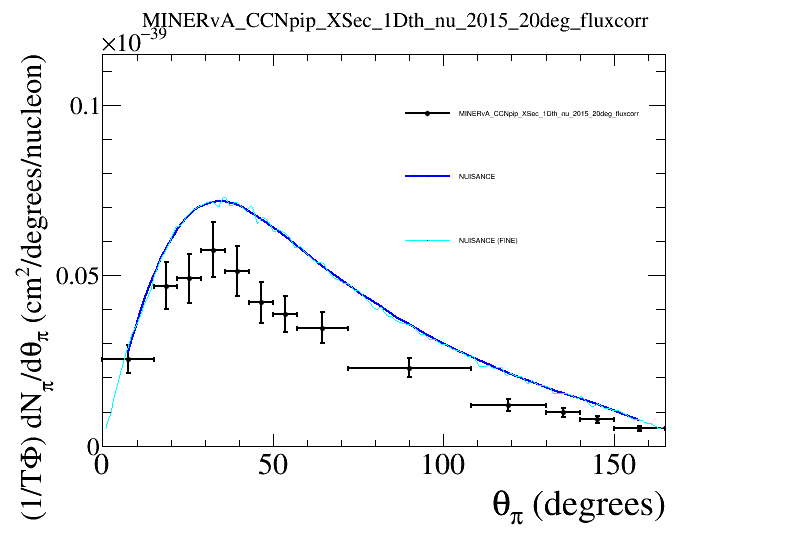 MINERvA_CCNpip_XSec_1Dth_nu_2015_20deg_fluxcorr
×10⁻³⁹
(1/TΦ) dN_π/dθ_π (cm²/degrees/nucleon)
0.1
0.05
0
MINERvA_CCNpip_XSec_1Dth_nu_2015_20deg_fluxcorr
NUISANCE
NUISANCE (FINE)
0 50 100 150
θ_π (degrees)